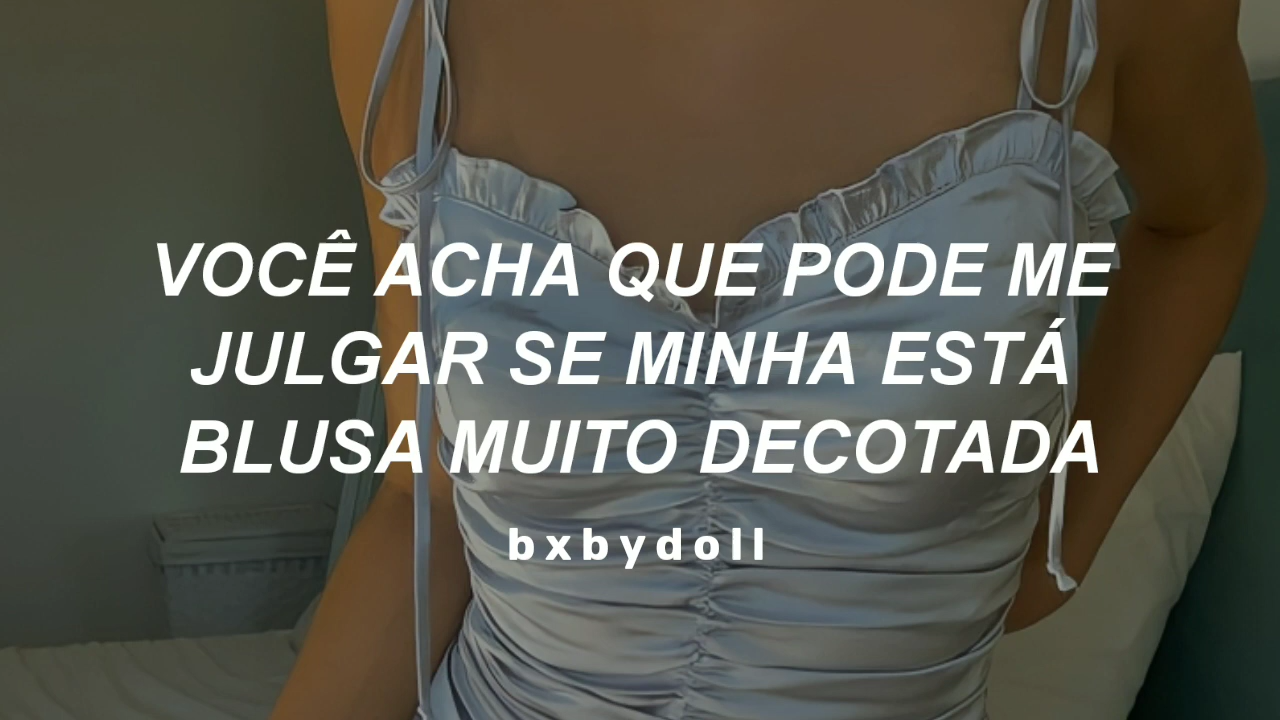 VOCÊ ACHA QUE PODE ME
JULGAR SE MINHA ESTÁ
BLUSA MUITO DECOTADA
bxbydoll